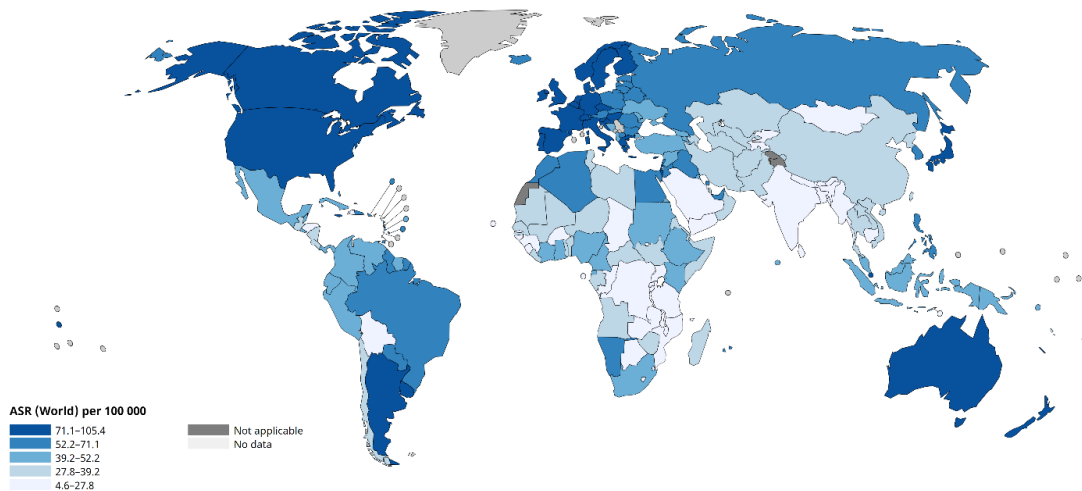 ASR (World) per 100 000
71.1–105.4
52.2–71.1
39.2–52.2
27.8–39.2
4.6–27.8
Not applicable
No data